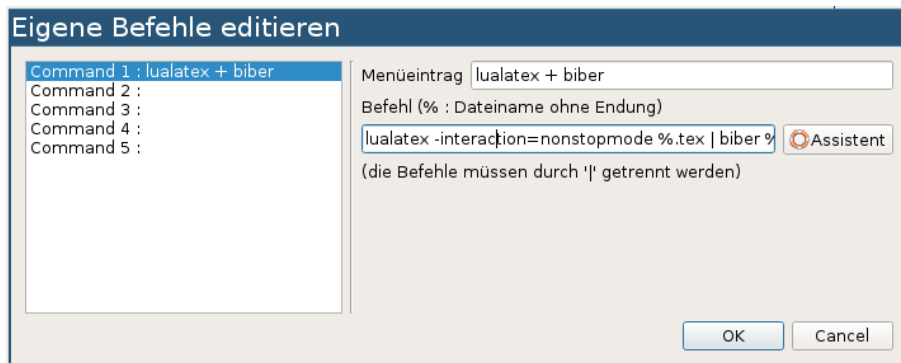 Eigene Befehle editieren
Command 1 : lualatex + biber
Command 2 :
Command 3 :
Command 4 :
Command 5 :
Menüeintrag lualatex + biber
Befehl (% : Dateiname ohne Endung)
lualatex -interaction=nonstopmode %.tex | biber % Assistent
(die Befehle müssen durch '|' getrennt werden)
OK Cancel